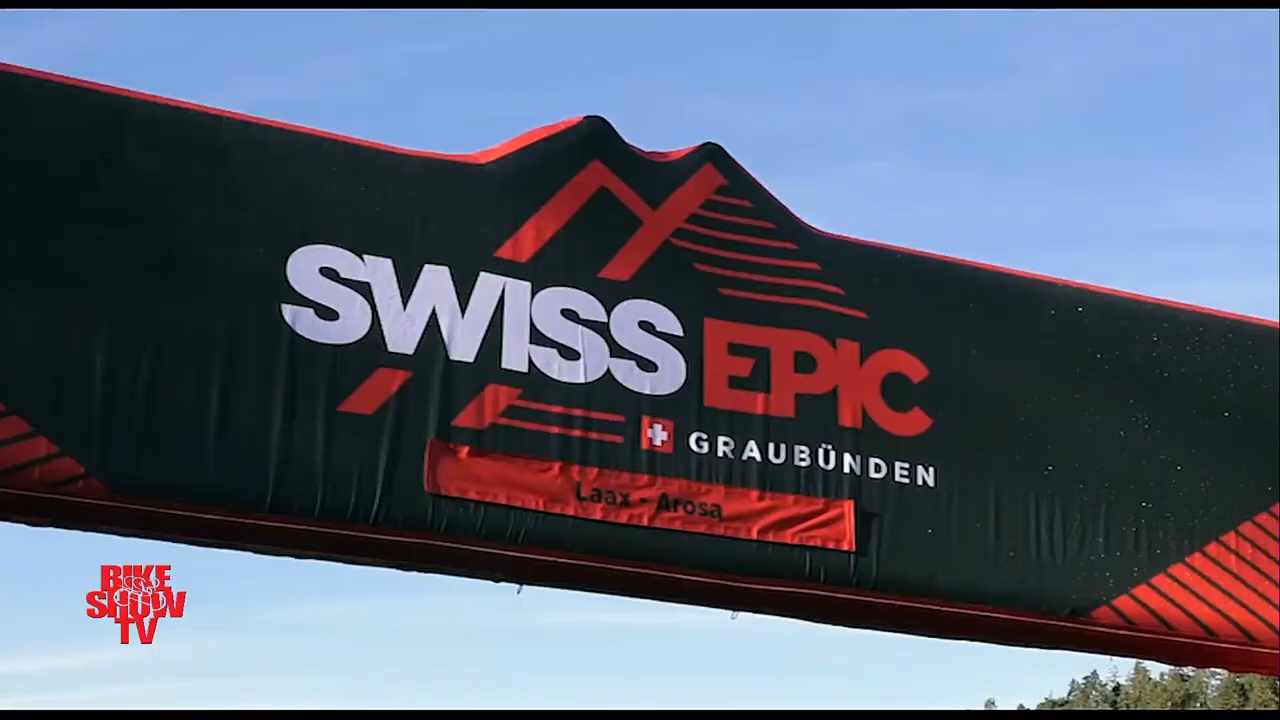 SWISS EPIC
GRAUBÜNDEN
Laax - Arosa
BIKE
SHOW
TV